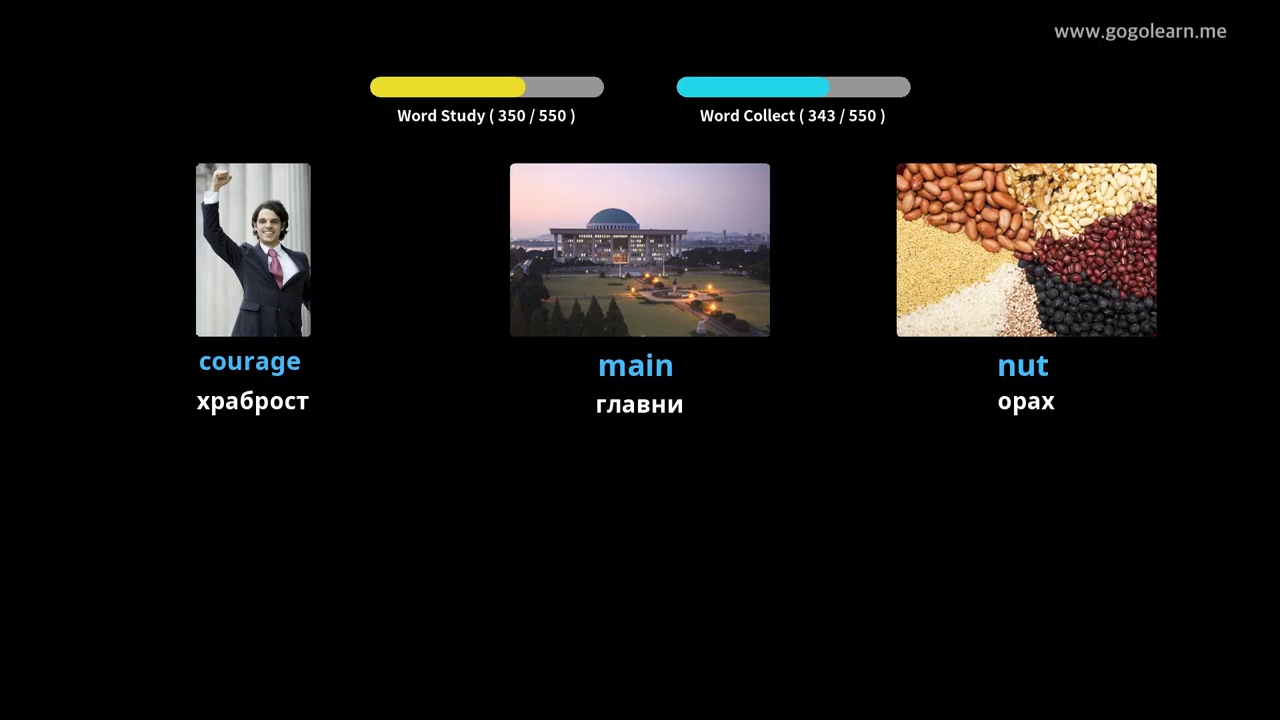 www.gogolearn.me
Word Study ( 350 / 550 )
Word Collect ( 343 / 550 )
courage
храброст
main
главни
nut
орах